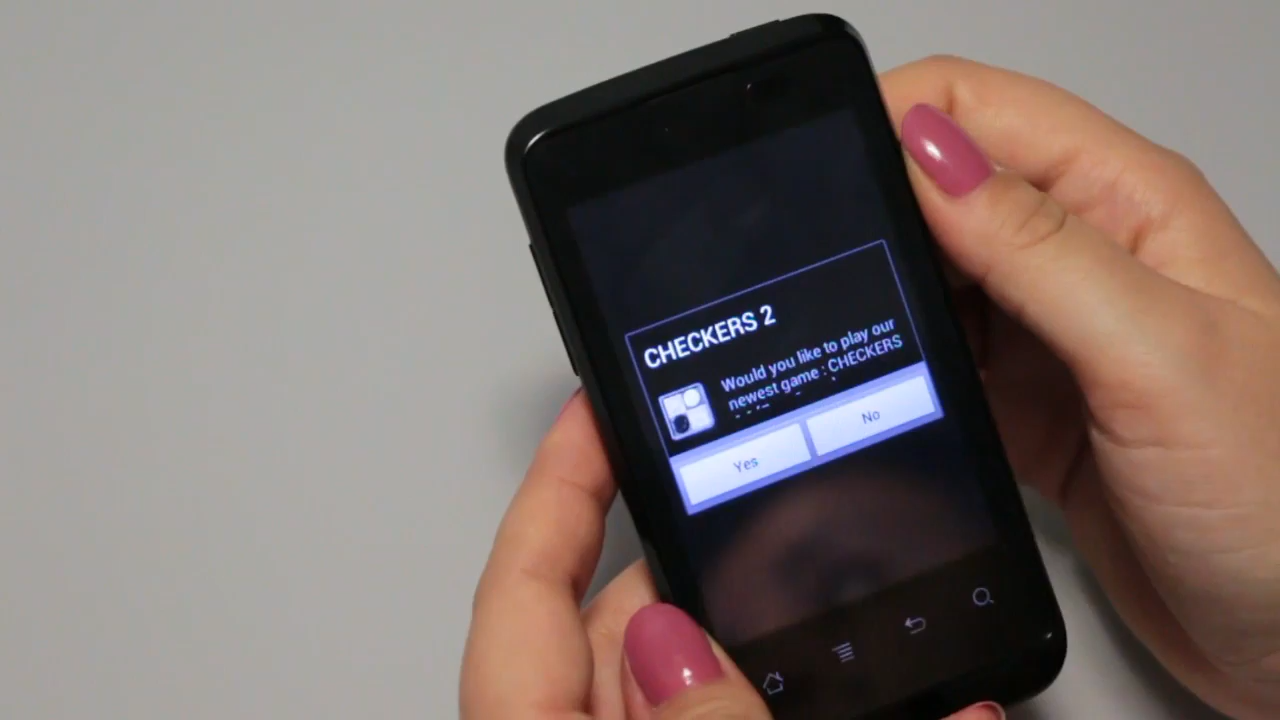 CHECKERS 2
Would you like to play our
newest game : CHECKERS
Yes
No